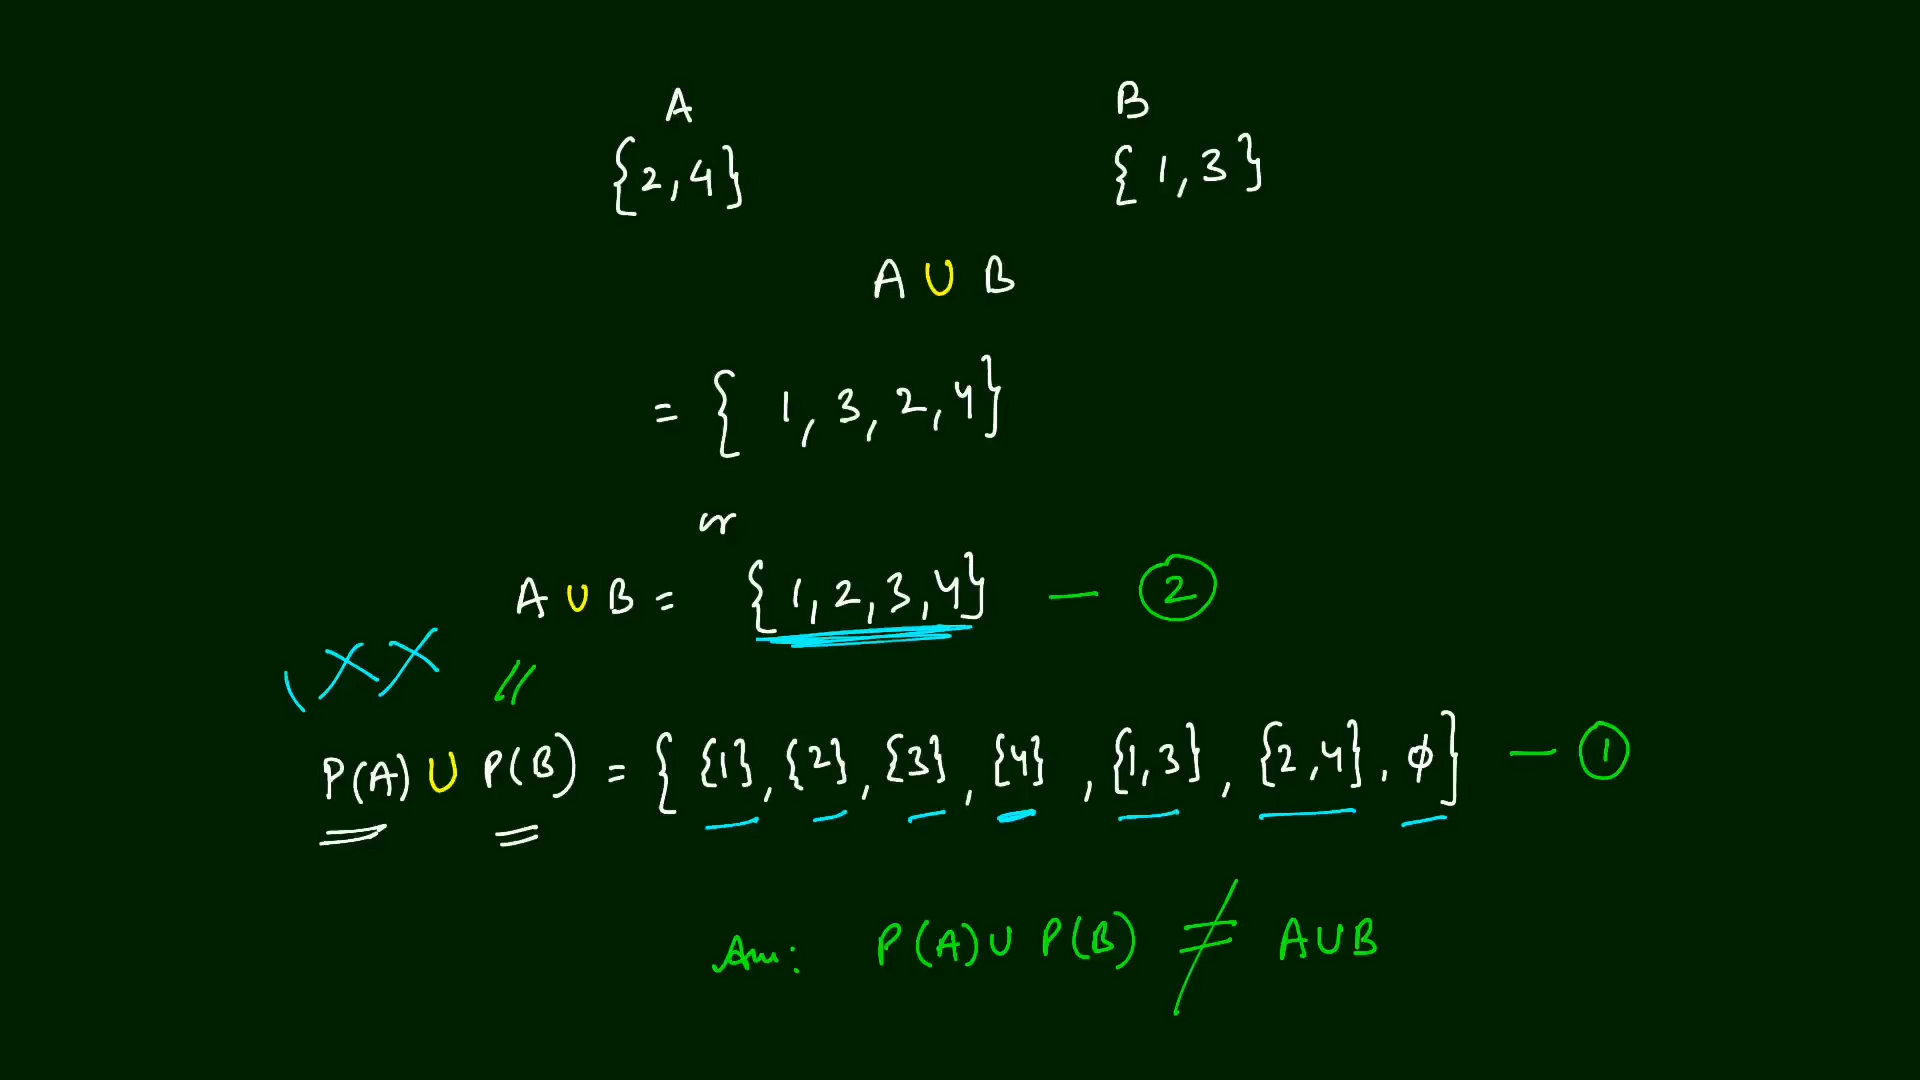 A B
{2,4} {1,3}
A ∪ B
= { 1, 3, 2, 4}
or
A ∪ B = {1, 2, 3, 4} — ②
P(A) ∪ P(B) = { {1}, {2}, {3}, {4}, {1,3}, {2,4}, ϕ} — ①
Ans: P(A) ∪ P(B) ≠ A∪B